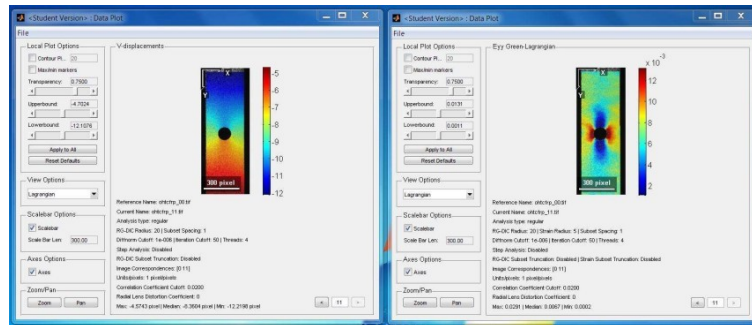 <Student Version> : Data Plot
File
Local Plot Options
Contour Pl... 20
Max/min markers
Transparency: 0.7500
Upperbound: -4.7024
Lowerbound: -12.1076
Apply to All
Reset Defaults
View Options
Lagrangian
Scalebar Options
Scalebar
Scale Bar Len: 300.00
Axes Options
Axes
Zoom/Pan
Zoom Pan
V-displacements
X
Y
300 pixel
-5
-6
-7
-8
-9
-10
-11
-12
Reference Name: ohtcfrp_00.tif
Current Name: ohtcfrp_11.tif
Analysis type: regular
RG-DIC Radius: 20 | Subset Spacing: 1
Diffnorm Cutoff: 1e-006 | Iteration Cutoff: 50 | Threads: 4
Step Analysis: Disabled
RG-DIC Subset Truncation: Disabled
Image Correspondences: [0 11]
Units/pixels: 1 pixel/pixels
Correlation Coefficient Cutoff: 0.0200
Radial Lens Distortion Coefficient: 0
Max: -4.5743 pixel | Median: -8.3604 pixel | Min: -12.2198 pixel
< 11 >
<Student Version> : Data Plot
File
Local Plot Options
Contour Pl... 20
Max/min markers
Transparency: 0.7500
Upperbound: 0.0131
Lowerbound: 0.0011
Apply to All
Reset Defaults
View Options
Lagrangian
Scalebar Options
Scalebar
Scale Bar Len: 300.00
Axes Options
Axes
Zoom/Pan
Zoom Pan
Eyy Green-Lagrangian
X
Y
300 pixel
x 10 -3
12
10
8
6
4
2
Reference Name: ohtcfrp_00.tif
Current Name: ohtcfrp_11.tif
Analysis type: regular
RG-DIC Radius: 20 | Strain Radius: 5 | Subset Spacing: 1
Diffnorm Cutoff: 1e-006 | Iteration Cutoff: 50 | Threads: 4
Step Analysis: Disabled
RG-DIC Subset Truncation: Disabled | Strain Subset Truncation: Disabled
Image Correspondences: [0 11]
Units/pixels: 1 pixel/pixels
Correlation Coefficient Cutoff: 0.0200
Radial Lens Distortion Coefficient: 0
Max: 0.0291 | Median: 0.0067 | Min: 0.0002
< 11 >